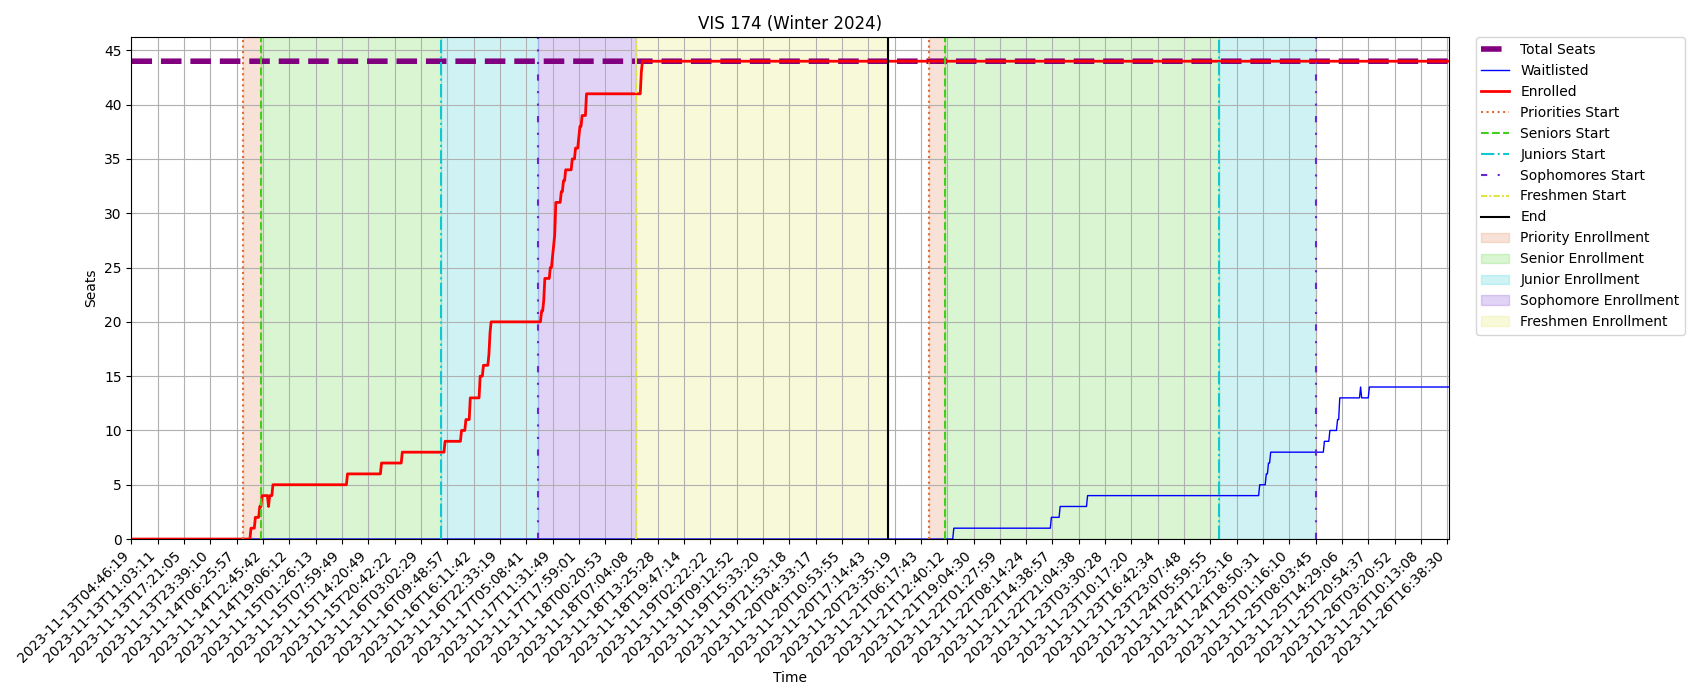 VIS 174 (Winter 2024)
Seats
45
40
35
30
25
20
15
10
5
0
2023-11-13T04:46:19
2023-11-13T11:03:11
2023-11-13T17:21:05
2023-11-13T23:39:10
2023-11-14T06:25:57
2023-11-14T12:45:42
2023-11-14T19:06:12
2023-11-15T01:26:13
2023-11-15T07:59:49
2023-11-15T14:20:49
2023-11-15T20:42:22
2023-11-16T03:02:29
2023-11-16T09:48:57
2023-11-16T16:11:42
2023-11-16T22:33:19
2023-11-17T05:08:41
2023-11-17T11:31:49
2023-11-17T17:59:01
2023-11-18T00:20:53
2023-11-18T07:04:08
2023-11-18T13:25:28
2023-11-18T19:47:14
2023-11-19T02:22:22
2023-11-19T09:12:52
2023-11-19T15:33:20
2023-11-19T21:53:18
2023-11-20T04:33:17
2023-11-20T10:53:55
2023-11-20T17:14:43
2023-11-20T23:35:19
2023-11-21T06:17:43
2023-11-21T12:40:12
2023-11-21T19:04:30
2023-11-22T01:27:59
2023-11-22T08:14:24
2023-11-22T14:38:57
2023-11-22T21:04:38
2023-11-23T03:30:28
2023-11-23T10:17:20
2023-11-23T16:42:34
2023-11-23T23:07:48
2023-11-24T05:59:55
2023-11-24T12:25:16
2023-11-24T18:50:31
2023-11-25T01:16:10
2023-11-25T08:03:45
2023-11-25T14:29:06
2023-11-25T20:54:37
2023-11-26T03:20:52
2023-11-26T10:13:08
2023-11-26T16:38:30
Time
Total Seats
Waitlisted
Enrolled
Priorities Start
Seniors Start
Juniors Start
Sophomores Start
Freshmen Start
End
Priority Enrollment
Senior Enrollment
Junior Enrollment
Sophomore Enrollment
Freshmen Enrollment